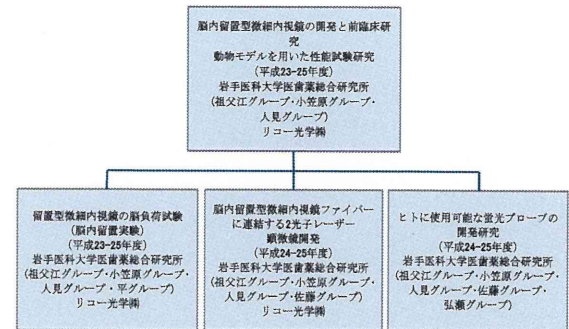 脳内留置型微細内視鏡の開発と前臨床研
究
動物モデルを用いた性能試験研究
(平成23-25年度)
岩手医科大学医歯薬総合研究所
(祖父江グループ・小笠原グループ・
人見グループ)
リコー光学㈱
留置型微細内視鏡の脳負荷試験
(脳内留置実験)
(平成23-25年度)
岩手医科大学医歯薬総合研究所
(祖父江グループ・小笠原グループ・
人見グループ・平グループ)
リコー光学㈱
脳内留置型微細内視鏡ファイバー
に連結する2光子レーザー
顕微鏡開発
(平成24-25年度)
岩手医科大学医歯薬総合研究所
(祖父江グループ・小笠原グループ・
人見グループ・佐藤グループ)
リコー光学㈱
ヒトに使用可能な蛍光プローブの
開発研究
(平成24-25年度)
岩手医科大学医歯薬総合研究所
(祖父江グループ・小笠原グループ・
人見グループ・佐藤グループ・
弘瀬グループ)